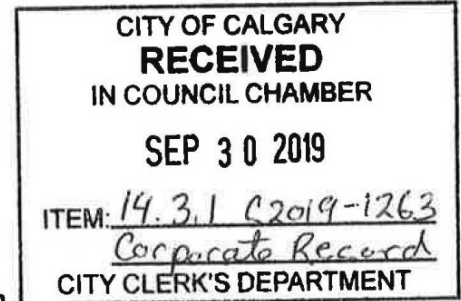 CITY OF CALGARY
RECEIVED
IN COUNCIL CHAMBER
SEP 30 2019
ITEM: 14.3.1 C2019-1263
Corporate Record
CITY CLERK'S DEPARTMENT